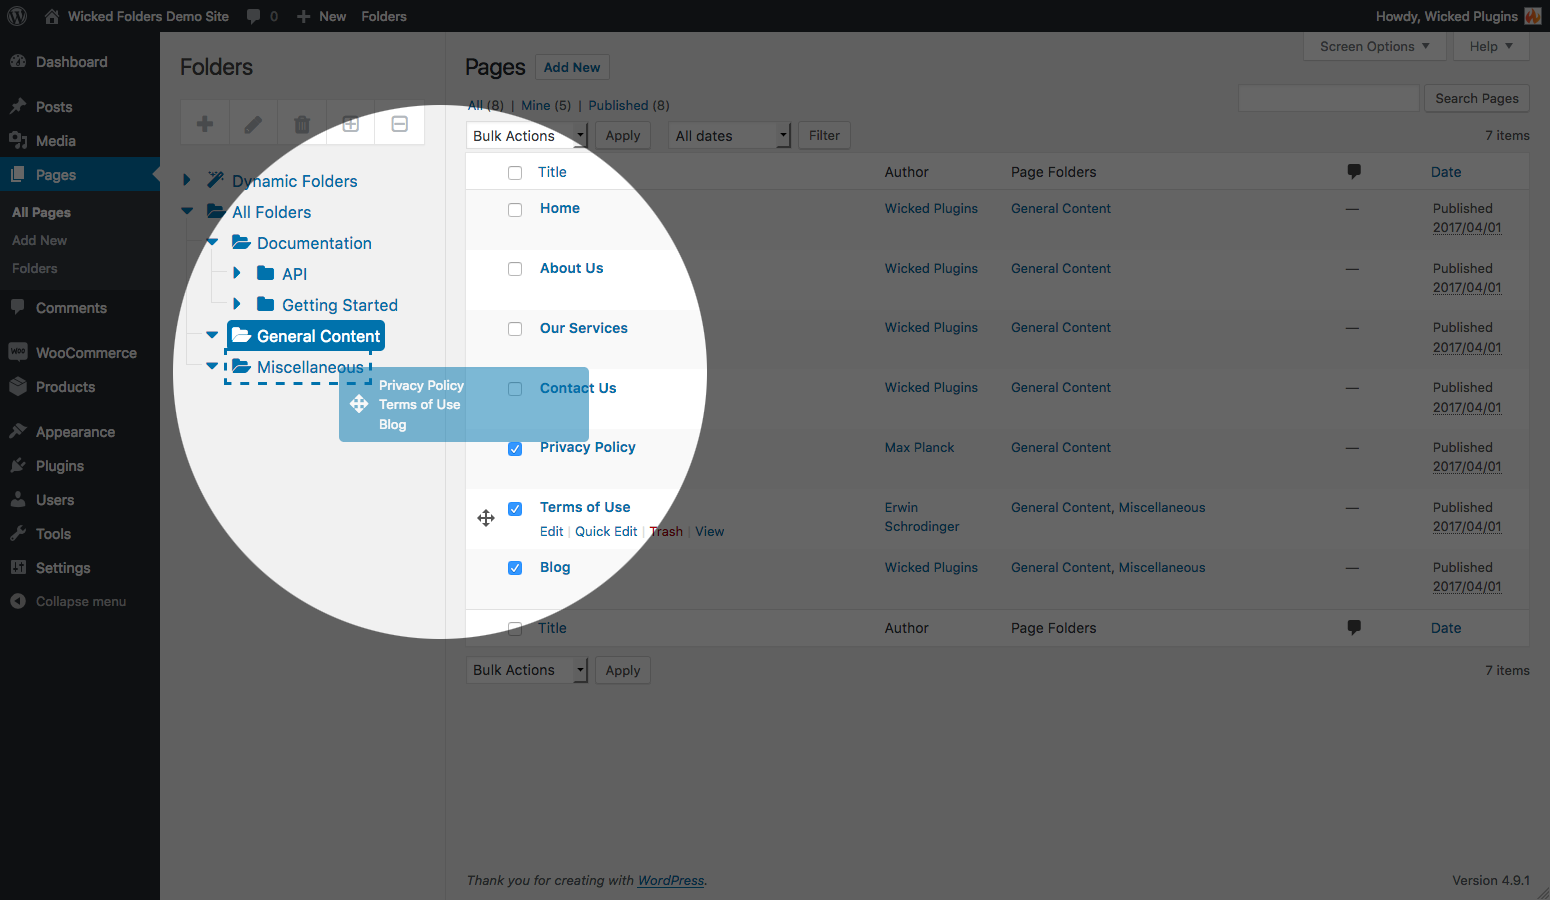 Wicked Folders Demo Site 0 New Folders Howdy, Wicked Plugins
Dashboard
Posts
Media
Pages
All Pages
Add New
Folders
Comments
WooCommerce
Products
Appearance
Plugins
Users
Tools
Settings
Collapse menu
Folders
Dynamic Folders
All Folders
Documentation
API
Getting Started
General Content
Miscellaneous
Privacy Policy
Terms of Use
Blog
Screen Options Help
Pages Add New
All (8) | Mine (5) | Published (8)
Search Pages
Bulk Actions Apply All dates Filter 7 items
Title Author Page Folders Date
Home Wicked Plugins General Content — Published
2017/04/01
About Us Wicked Plugins General Content — Published
2017/04/01
Our Services Wicked Plugins General Content — Published
2017/04/01
Contact Us Wicked Plugins General Content — Published
2017/04/01
Privacy Policy Max Planck General Content — Published
2017/04/01
Terms of Use Erwin General Content, Miscellaneous — Published
Edit | Quick Edit | Trash | View Schrodinger 2017/04/01
Blog Wicked Plugins General Content, Miscellaneous — Published
2017/04/01
Title Author Page Folders Date
Bulk Actions Apply 7 items
Thank you for creating with WordPress. Version 4.9.1